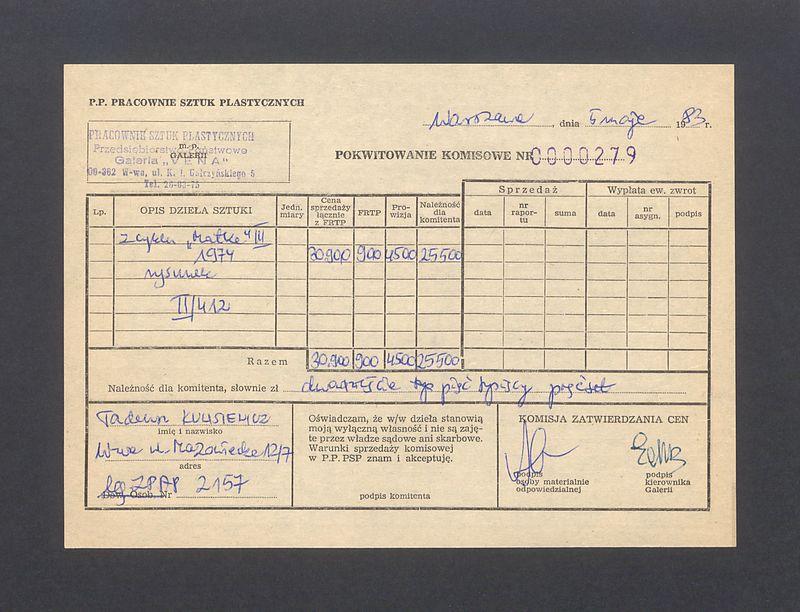 P.P. PRACOWNIE SZTUK PLASTYCZNYCH
Warszawa, dnia 5 maja 1983 r.
PRACOWNIE SZTUK PLASTYCZNYCH
Przedsiębiorstwo Państwowe
m. p.
GALERII
Galeria „VENA"
00-362 W-wa, ul. K. I. Gałczyńskiego 5
Tel. 26-03-75
POKWITOWANIE KOMISOWE NR 0000279
Sprzedaż Wypłata ew. zwrot
Lp. OPIS DZIEŁA SZTUKI Jedn. miary Cena sprzedaży łącznie z FRTP FRTP Prowizja Należność dla komitenta data nr raportu suma data nr asygn. podpis
z cyklu „Matka" III
1974 30.900 900 4500 25500
rysunek
II/412
Razem 30.900 900 4500 25500
Należność dla komitenta, słownie zł dwadzieścia typ pięć tysięcy pięćset
Tadeusz KULISIEWICZ
imię i nazwisko
W-wa ul. Mazowiecka 12/7
adres
leg ZPAP 2157
Dow. Osob. Nr
Oświadczam, że w/w dzieła stanowią
moją wyłączną własność i nie są zaję-
te przez władze sądowe ani skarbowe.
Warunki sprzedaży komisowej
w P.P. PSP znam i akceptuję.
podpis komitenta
KOMISJA ZATWIERDZANIA CEN
podpis
osoby materialnie
odpowiedzialnej
podpis
kierownika
Galerii